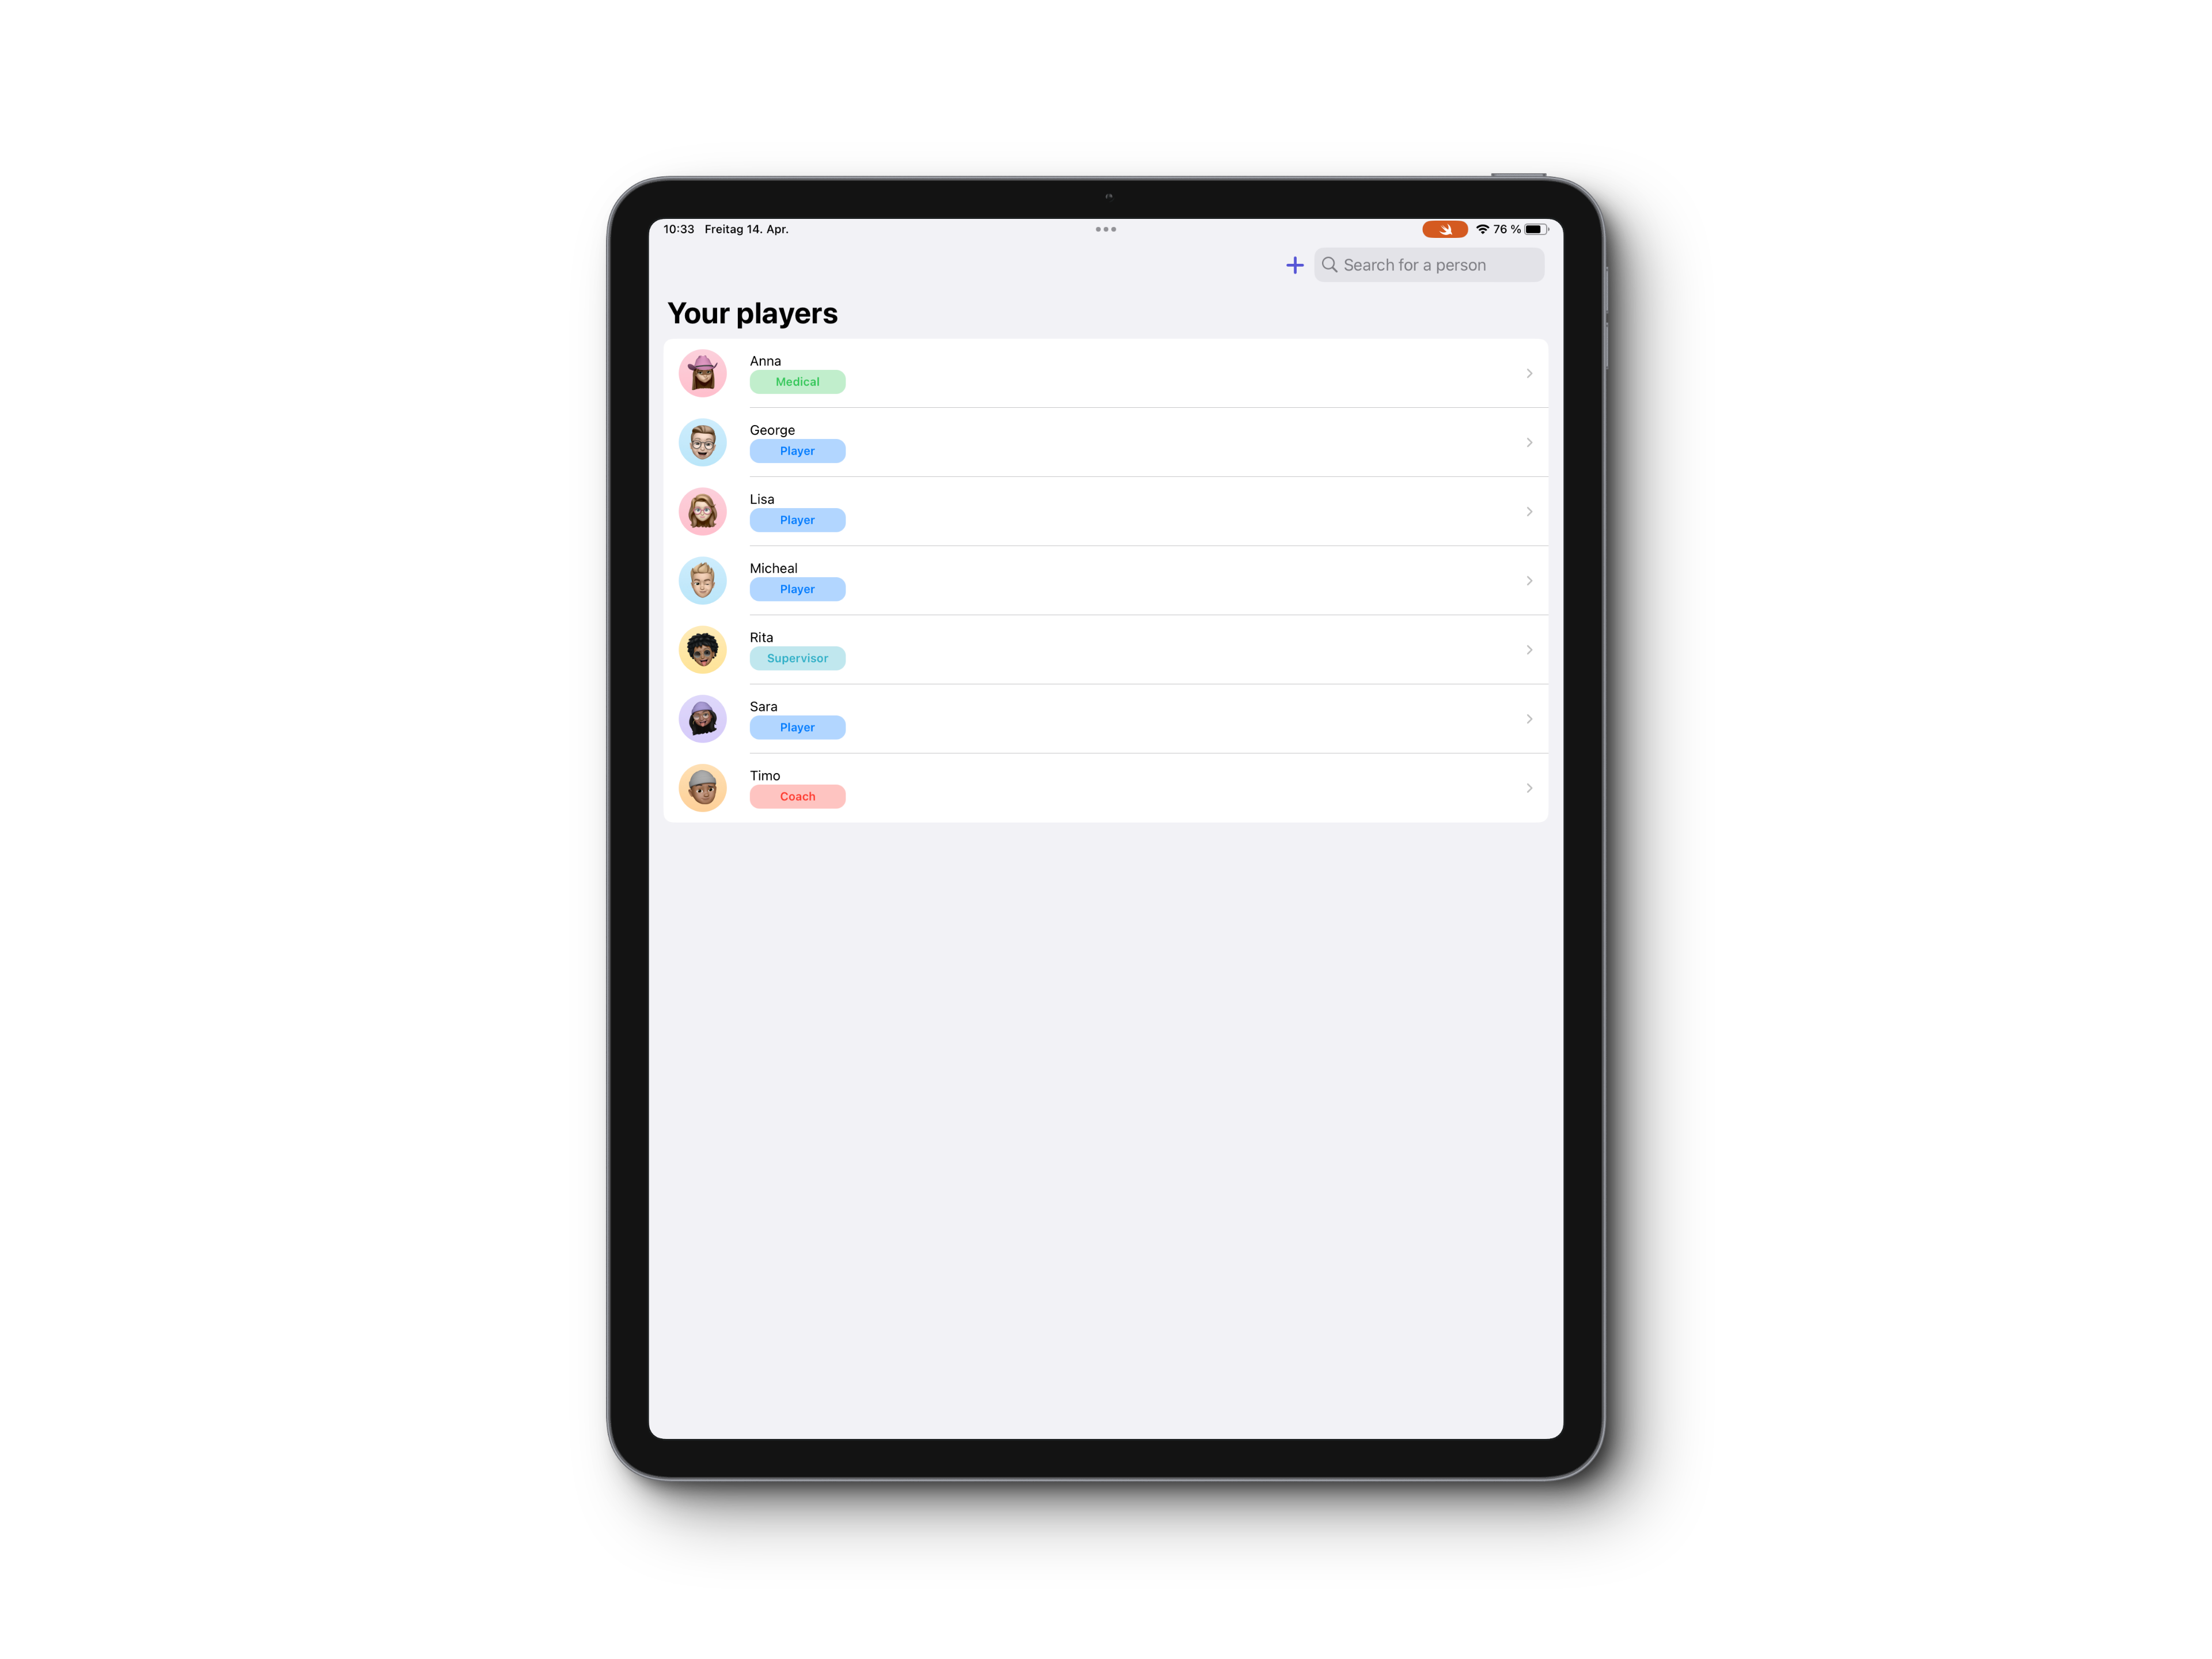 10:33 Freitag 14. Apr.
76 %
Search for a person
Your players
Anna
Medical
George
Player
Lisa
Player
Micheal
Player
Rita
Supervisor
Sara
Player
Timo
Coach